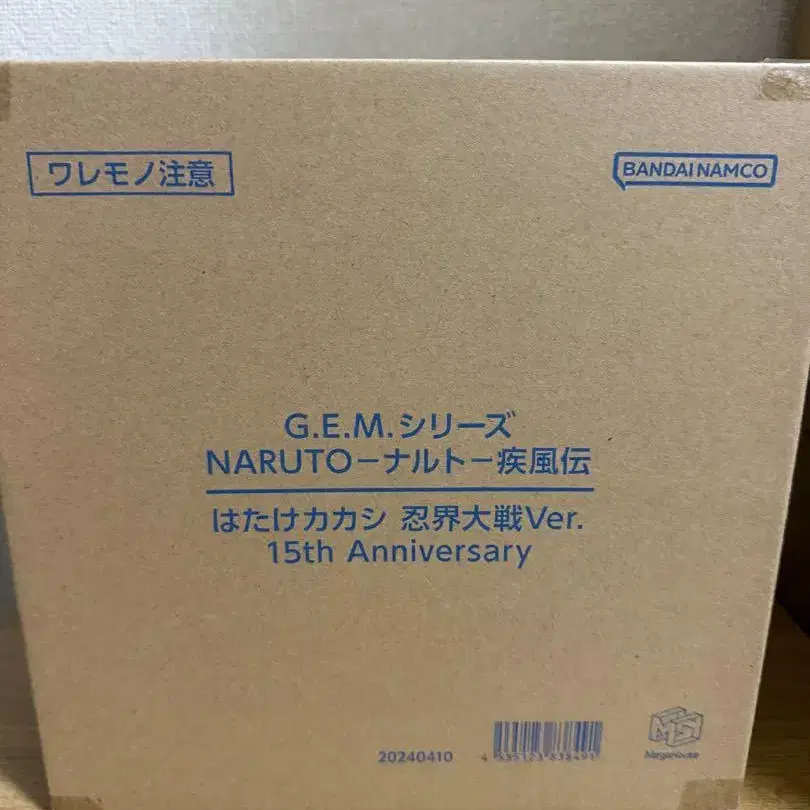 ワレモノ注意
BANDAI NAMCO
G.E.M.シリーズ
NARUTO－ナルト－疾風伝
はたけカカシ 忍界大戦Ver.
15th Anniversary
20240410
MegaHouse